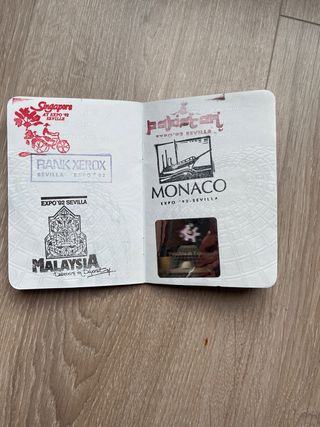 Singapore
AT EXPO '92
SEVILLA
RANK XEROX
SEVILLA EXPO '92
EXPO '92 SEVILLA
MALAYSIA
pakistan
EXPO '92 SEVILLA
MONACO
EXPO '92-SEVILLA